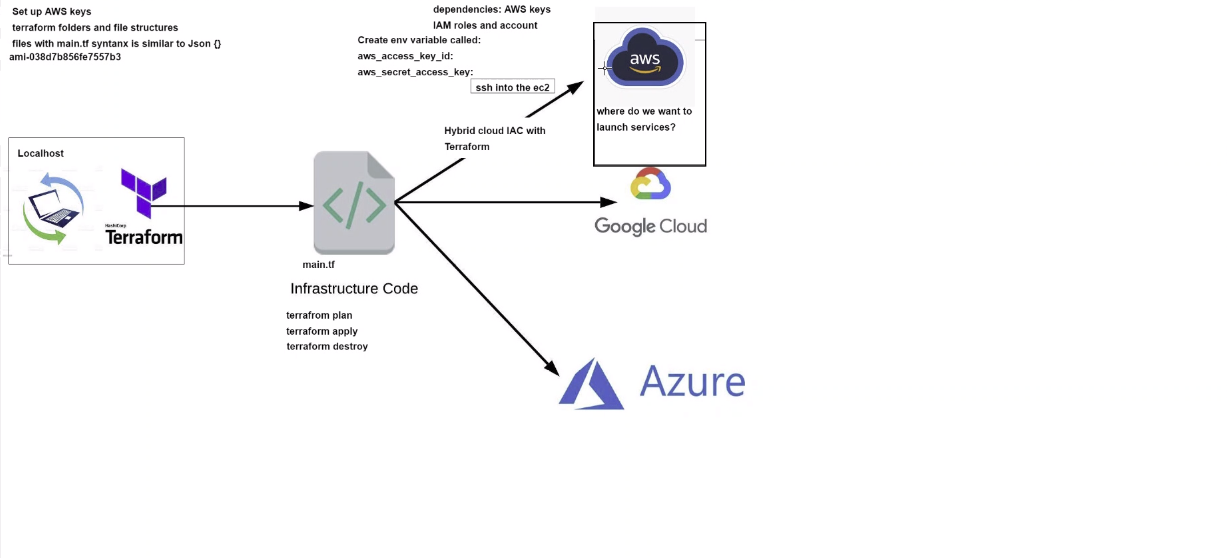 Set up AWS keys
terraform folders and file structures
files with main.tf syntanx is similar to Json {}
ami-038d7b856fe7557b3
dependencies: AWS keys
IAM roles and account
Create env variable called:
aws_access_key_id:
aws_secret_access_key:
ssh into the ec2
aws
where do we want to
launch services?
Hybrid cloud IAC with
Terraform
Localhost
HashiCorp
Terraform
main.tf
Infrastructure Code
terrafrom plan
terraform apply
terraform destroy
Google Cloud
Azure